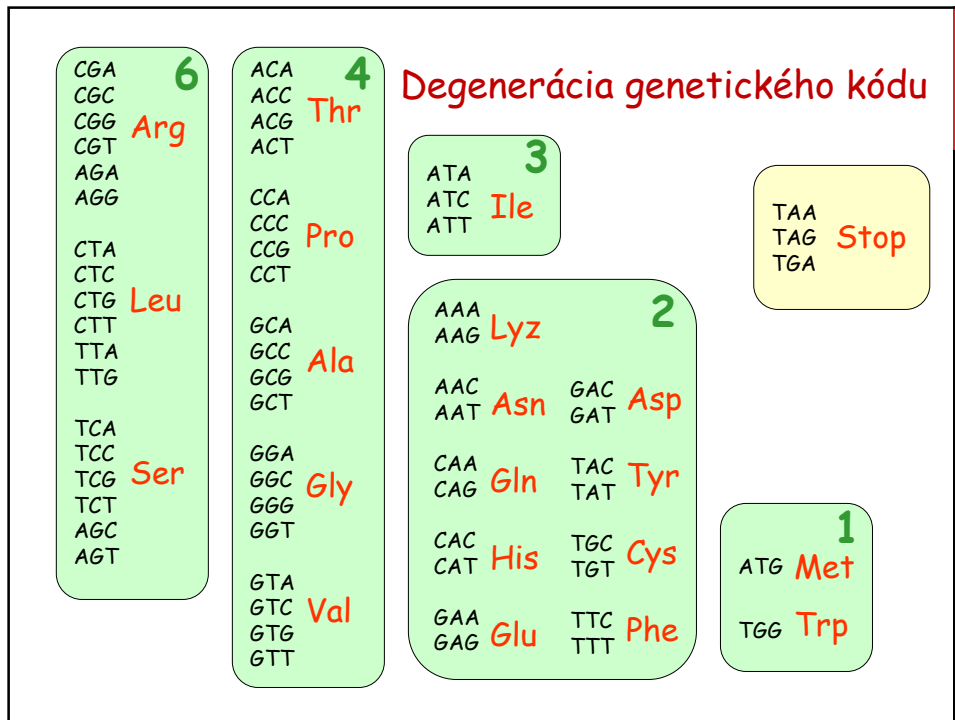 Degenerácia genetického kódu
6
CGA
CGC
CGG
CGT
AGA
AGG
Arg
CTA
CTC
CTG
CTT
TTA
TTG
Leu
TCA
TCC
TCG
TCT
AGC
AGT
Ser
4
ACA
ACC
ACG
ACT
Thr
CCA
CCC
CCG
CCT
Pro
GCA
GCC
GCG
GCT
Ala
GGA
GGC
GGG
GGT
Gly
GTA
GTC
GTG
GTT
Val
3
ATA
ATC
ATT
Ile
2
AAA
AAG
Lyz
AAC
AAT
Asn
CAA
CAG
Gln
CAC
CAT
His
GAA
GAG
Glu
GAC
GAT
Asp
TAC
TAT
Tyr
TGC
TGT
Cys
TTC
TTT
Phe
TAA
TAG
TGA
Stop
1
ATG Met
TGG Trp